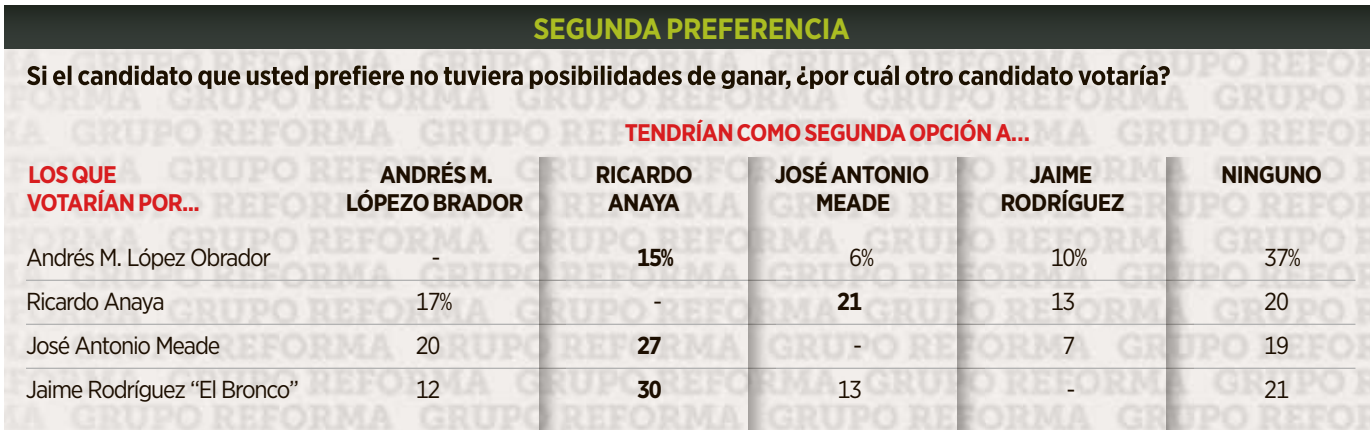 SEGUNDA PREFERENCIA
Si el candidato que usted prefiere no tuviera posibilidades de ganar, ¿por cuál otro candidato votaría?
TENDRÍAN COMO SEGUNDA OPCIÓN A...
LOS QUE VOTARÍAN POR... ANDRÉS M. LÓPEZO BRADOR RICARDO ANAYA JOSÉ ANTONIO MEADE JAIME RODRÍGUEZ NINGUNO
Andrés M. López Obrador - 15% 6% 10% 37%
Ricardo Anaya 17% - 21 13 20
José Antonio Meade 20 27 - 7 19
Jaime Rodríguez “El Bronco” 12 30 13 - 21
GRUPO REFORMA